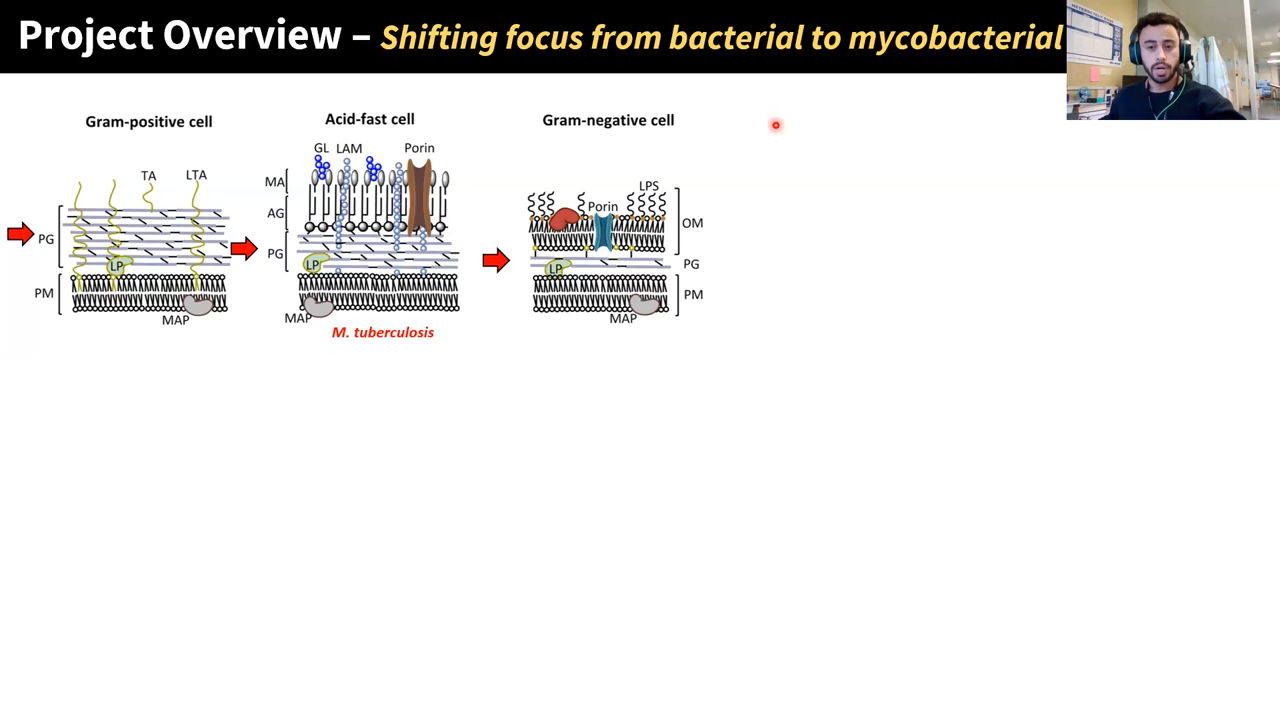 Project Overview – Shifting focus from bacterial to mycobacterial
Gram-positive cell
TA
LTA
PG
LP
PM
MAP
Acid-fast cell
GL
LAM
Porin
MA
AG
PG
LP
MAP
M. tuberculosis
Gram-negative cell
LPS
Porin
OM
LP
PG
PM
MAP